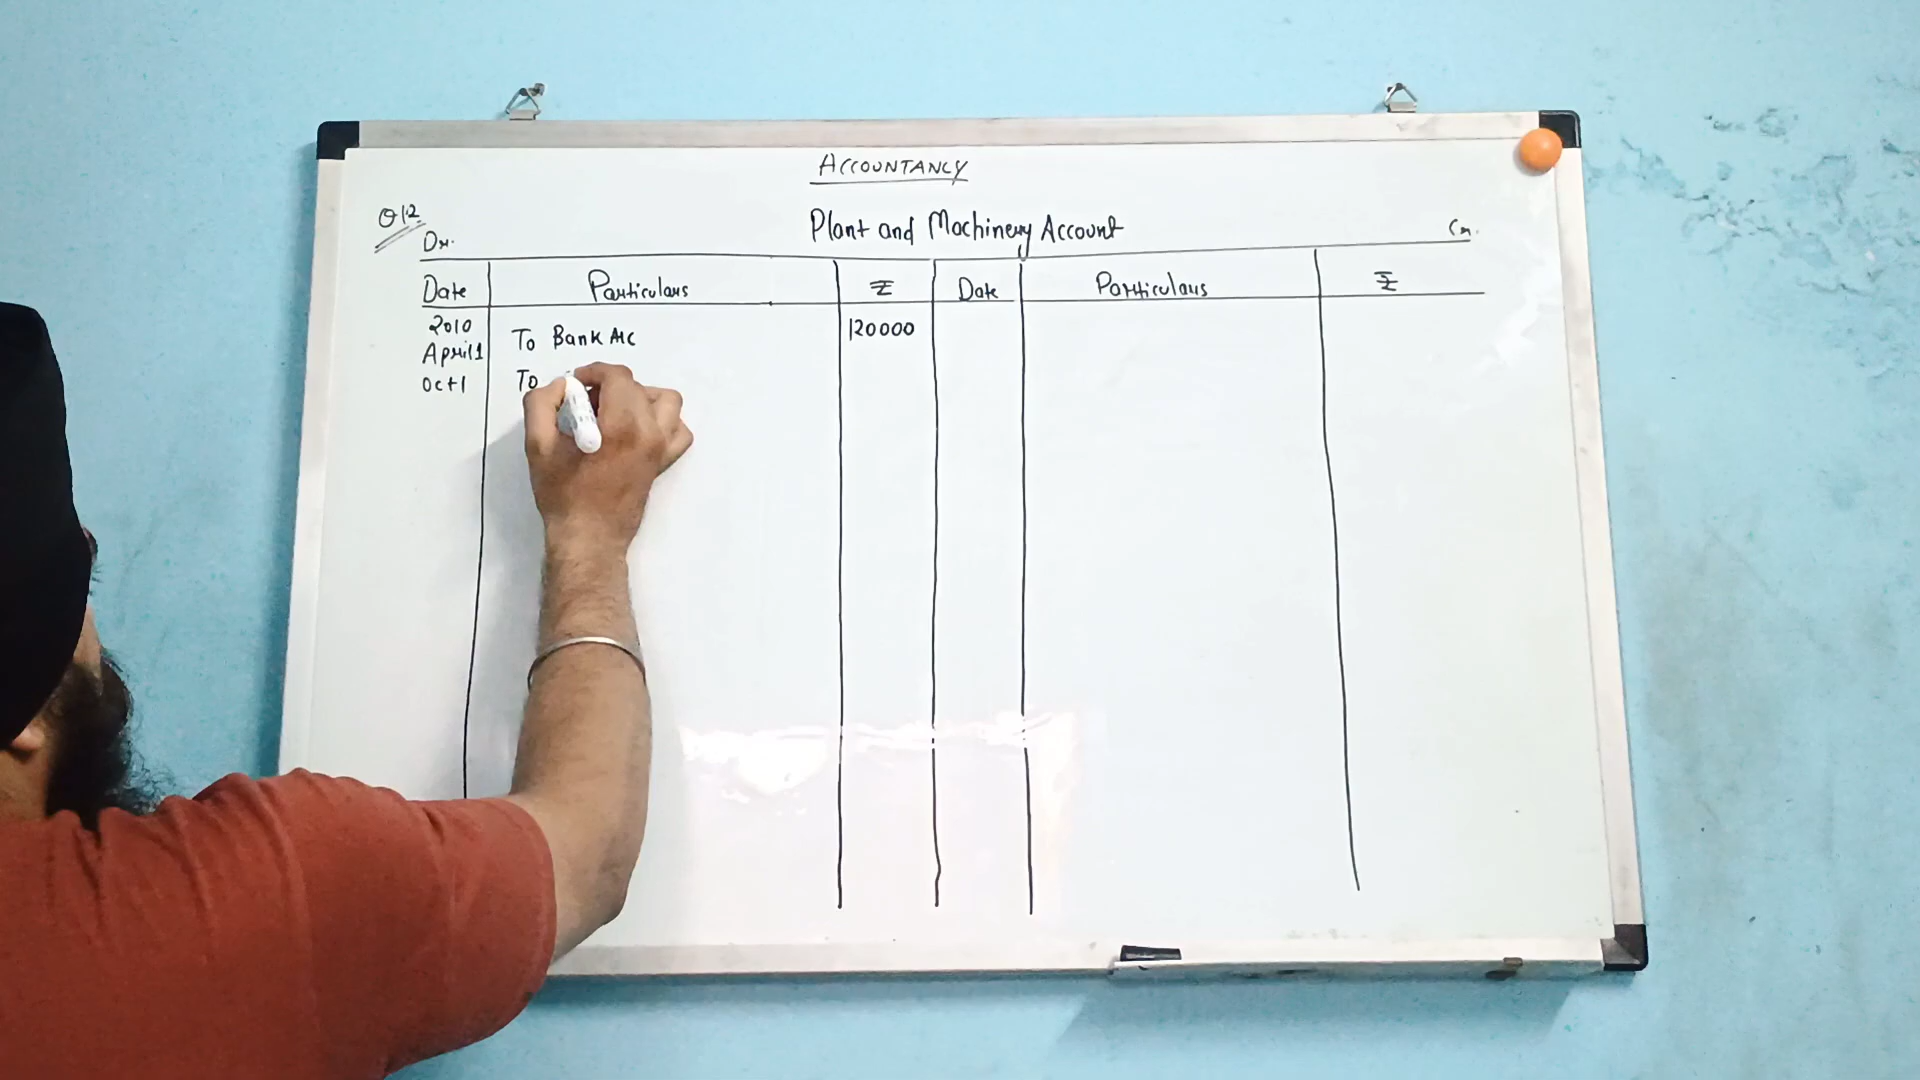 ACCOUNTANCY
Q12
Plant and Machinery Account
Dr. Cr.
Date Particulars ₹ Date Particulars ₹
2010
April 1 To Bank A/c 120000
Oct 1 To